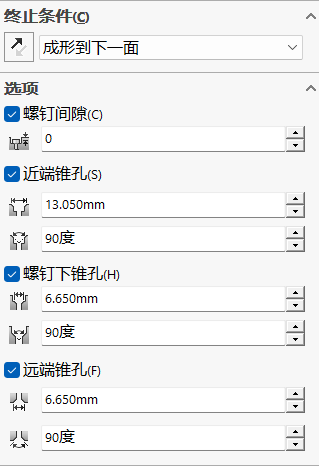 终止条件(C)
成形到下一面
选项
螺钉间隙(C)
0
近端锥孔(S)
13.050mm
90度
螺钉下锥孔(H)
6.650mm
90度
远端锥孔(F)
6.650mm
90度